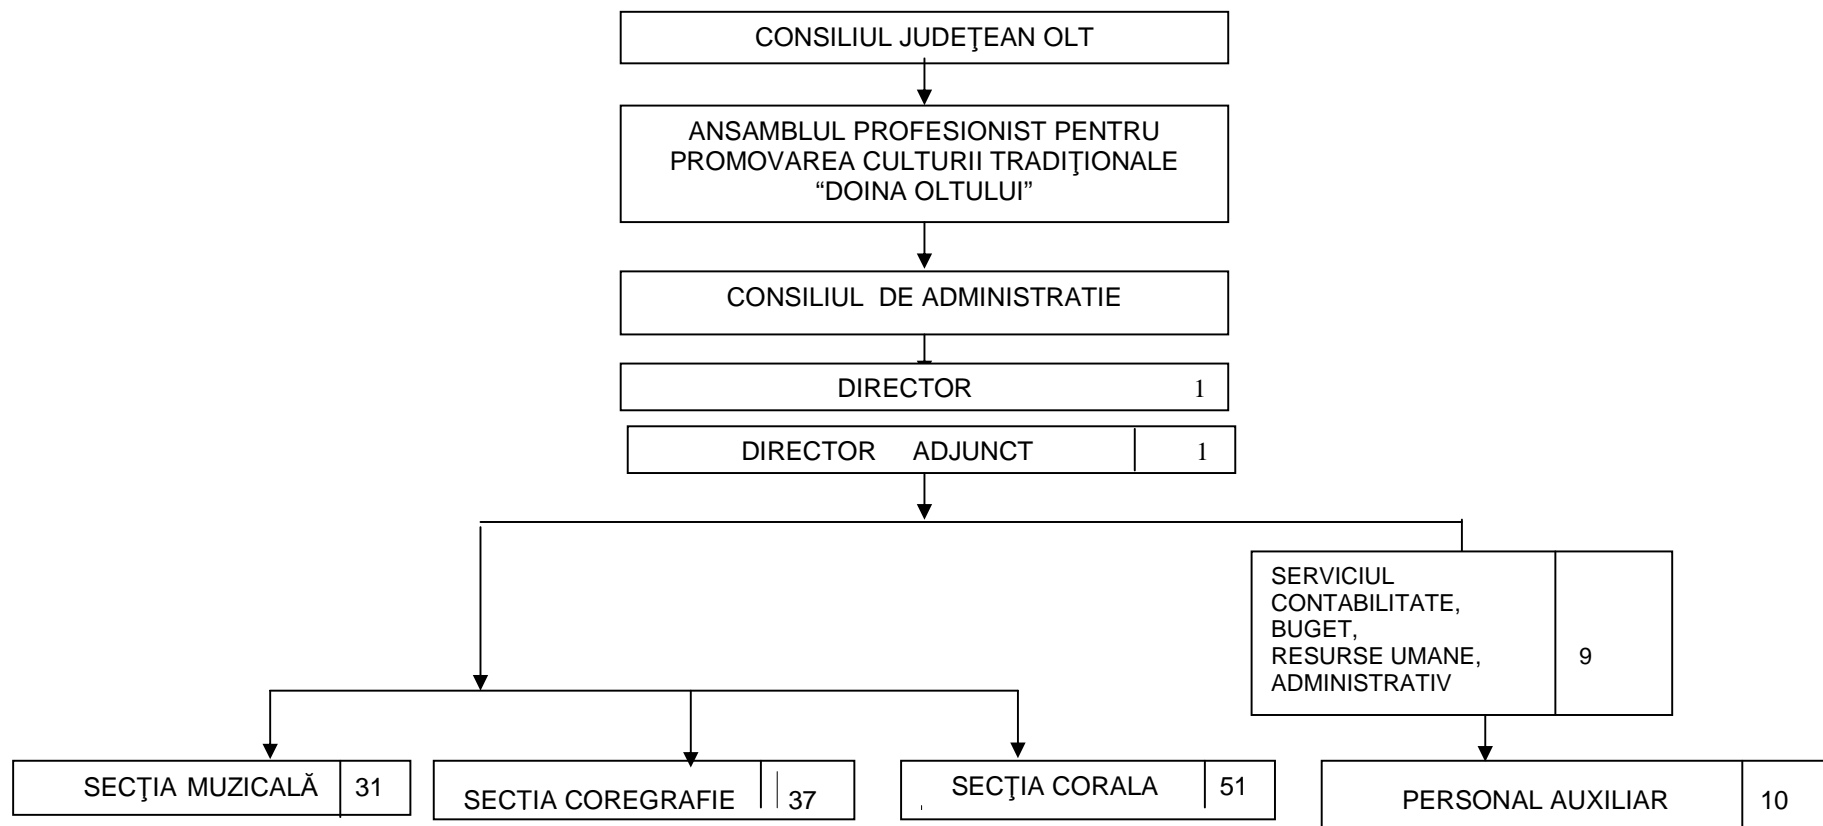 CONSILIUL JUDEŢEAN OLT
ANSAMBLUL PROFESIONIST PENTRU
PROMOVAREA CULTURII TRADIŢIONALE
“DOINA OLTULUI”
CONSILIUL DE ADMINISTRATIE
DIRECTOR 1
DIRECTOR ADJUNCT 1
SERVICIUL
CONTABILITATE,
BUGET,
RESURSE UMANE,
ADMINISTRATIV
9
SECŢIA MUZICALĂ 31
SECTIA COREGRAFIE 37
SECŢIA CORALA 51
PERSONAL AUXILIAR 10